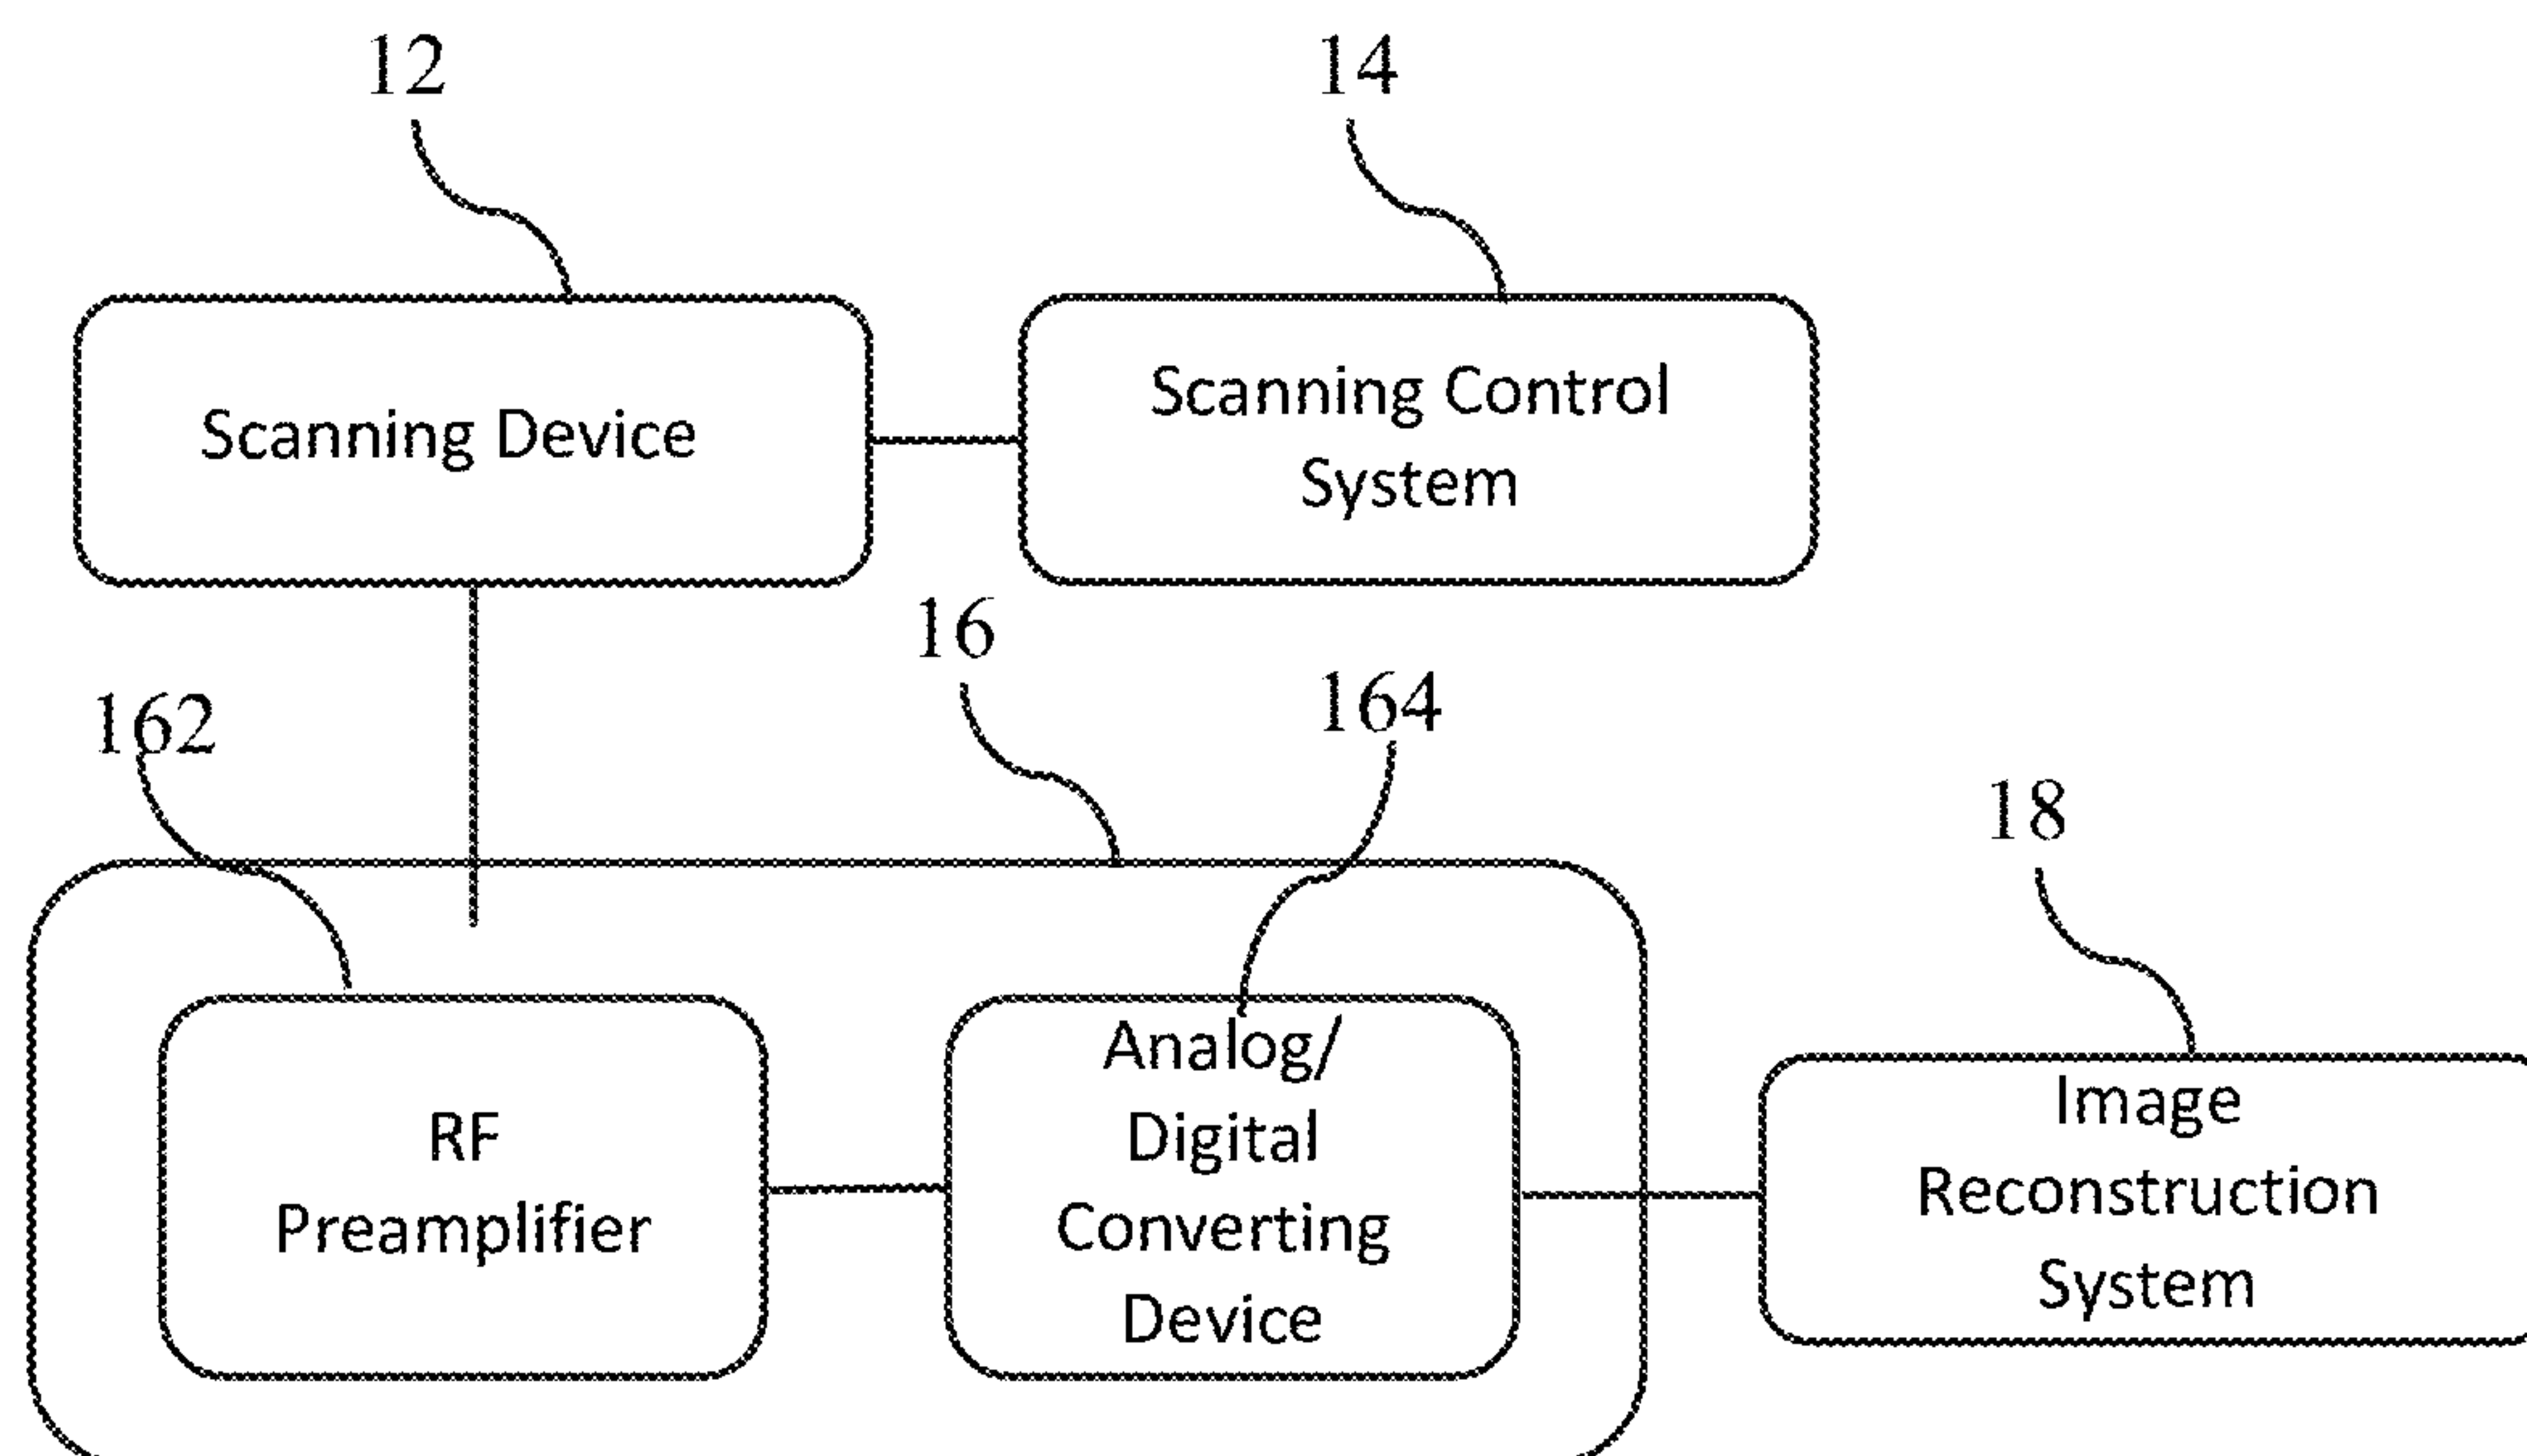 12
14
Scanning Device
Scanning Control
System
16
162
164
18
RF
Preamplifier
Analog/
Digital
Converting
Device
Image
Reconstruction
System